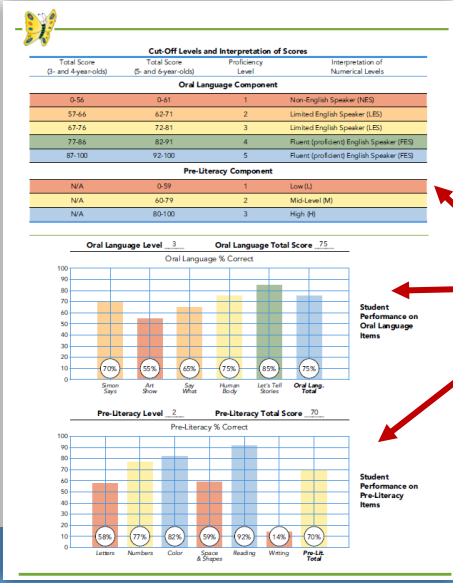 Cut-Off Levels and Interpretation of Scores
Total Score Total Score Proficiency Interpretation of
(3- and 4-year-olds) (5- and 6-year-olds) Level Numerical Levels
Oral Language Component
0-56 0-61 1 Non-English Speaker (NES)
57-66 62-71 2 Limited English Speaker (LES)
67-76 72-81 3 Limited English Speaker (LES)
77-86 82-91 4 Fluent (proficient) English Speaker (FES)
87-100 92-100 5 Fluent (proficient) English Speaker (FES)
Pre-Literacy Component
N/A 0-59 1 Low (L)
N/A 60-79 2 Mid-Level (M)
N/A 80-100 3 High (H)
Oral Language Level 3 Oral Language Total Score 75
Oral Language % Correct
100
90
80
70
60
50
40
30
20
10
0
70% 55% 65% 75% 85% 75%
Simon Art Say Human Let's Tell Oral Lang.
Says Show What Body Stories Total
Student
Performance on
Oral Language
Items
Pre-Literacy Level 2 Pre-Literacy Total Score 70
Pre-Literacy % Correct
100
90
80
70
60
50
40
30
20
10
0
58% 77% 82% 59% 92% 14% 70%
Letters Numbers Color Space Reading Writing Pre-Lit.
& Shapes Total
Student
Performance on
Pre-Literacy
Items